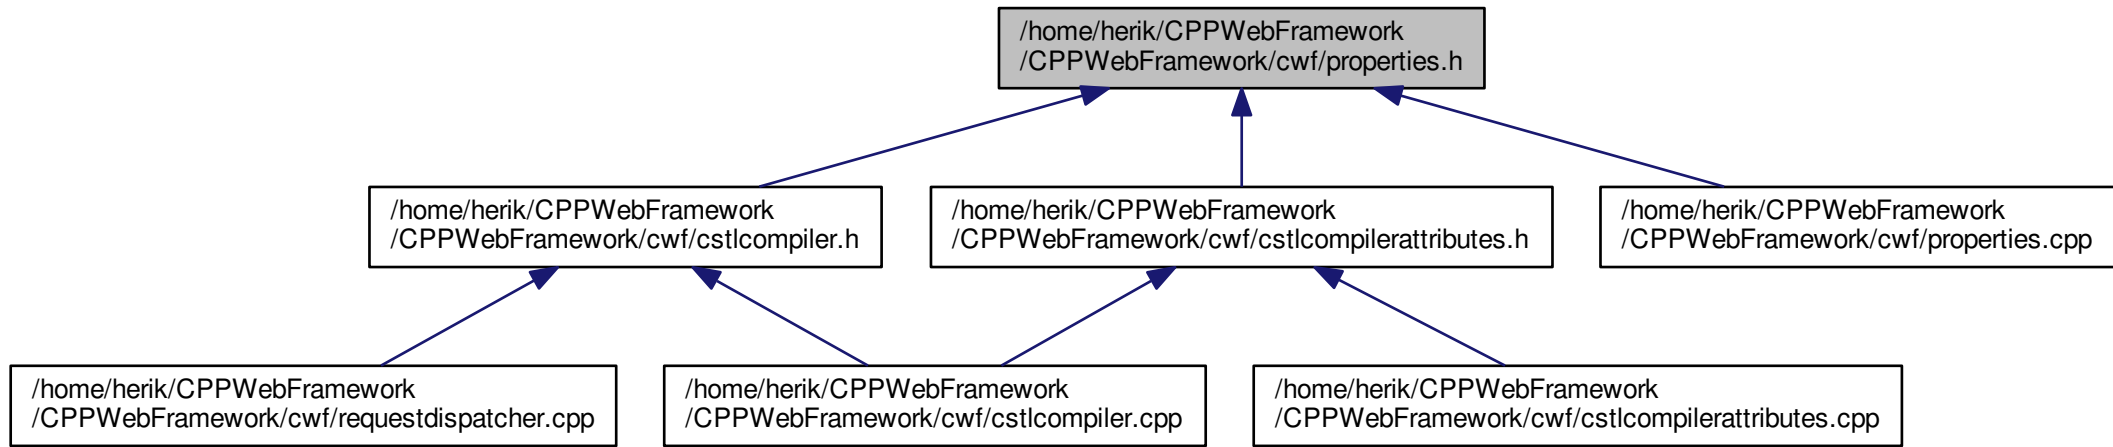 /home/herik/CPPWebFramework
/CPPWebFramework/cwf/properties.h
/home/herik/CPPWebFramework
/CPPWebFramework/cwf/cstlcompiler.h
/home/herik/CPPWebFramework
/CPPWebFramework/cwf/cstlcompilerattributes.h
/home/herik/CPPWebFramework
/CPPWebFramework/cwf/properties.cpp
/home/herik/CPPWebFramework
/CPPWebFramework/cwf/requestdispatcher.cpp
/home/herik/CPPWebFramework
/CPPWebFramework/cwf/cstlcompiler.cpp
/home/herik/CPPWebFramework
/CPPWebFramework/cwf/cstlcompilerattributes.cpp